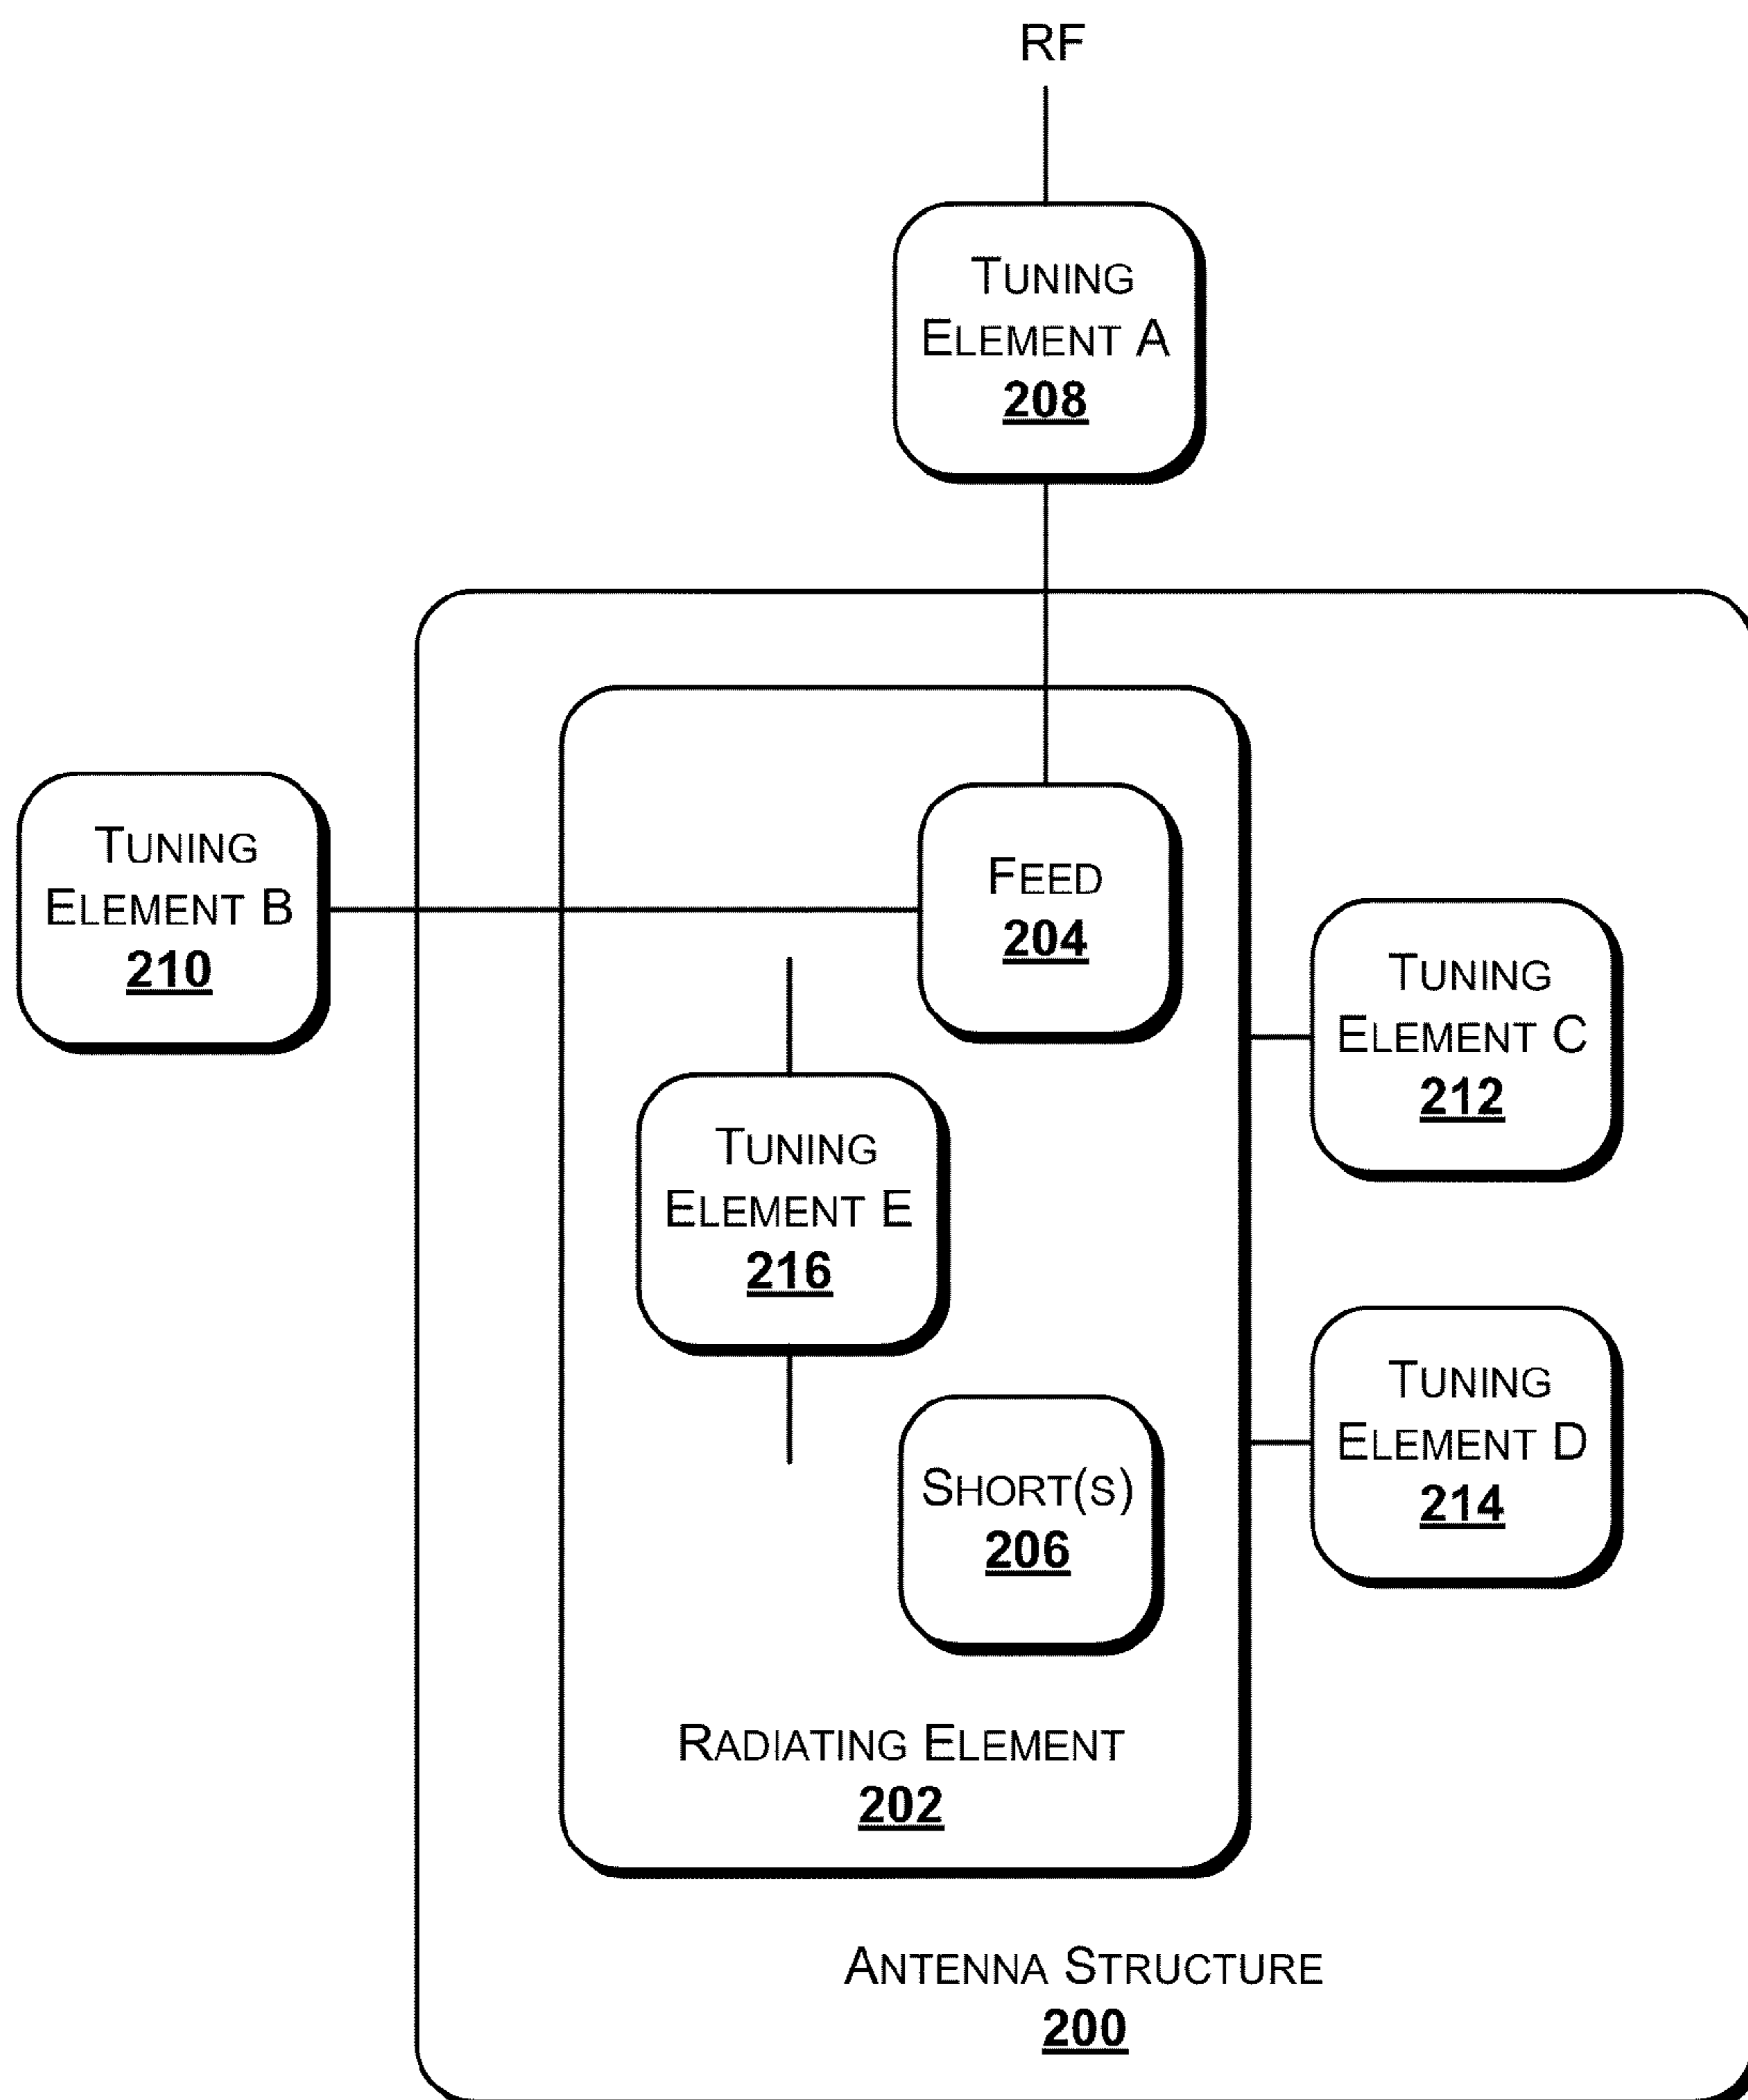 RF
TUNING
ELEMENT A
208
TUNING
ELEMENT B
210
FEED
204
TUNING
ELEMENT C
212
TUNING
ELEMENT E
216
TUNING
ELEMENT D
214
SHORT(S)
206
RADIATING ELEMENT
202
ANTENNA STRUCTURE
200